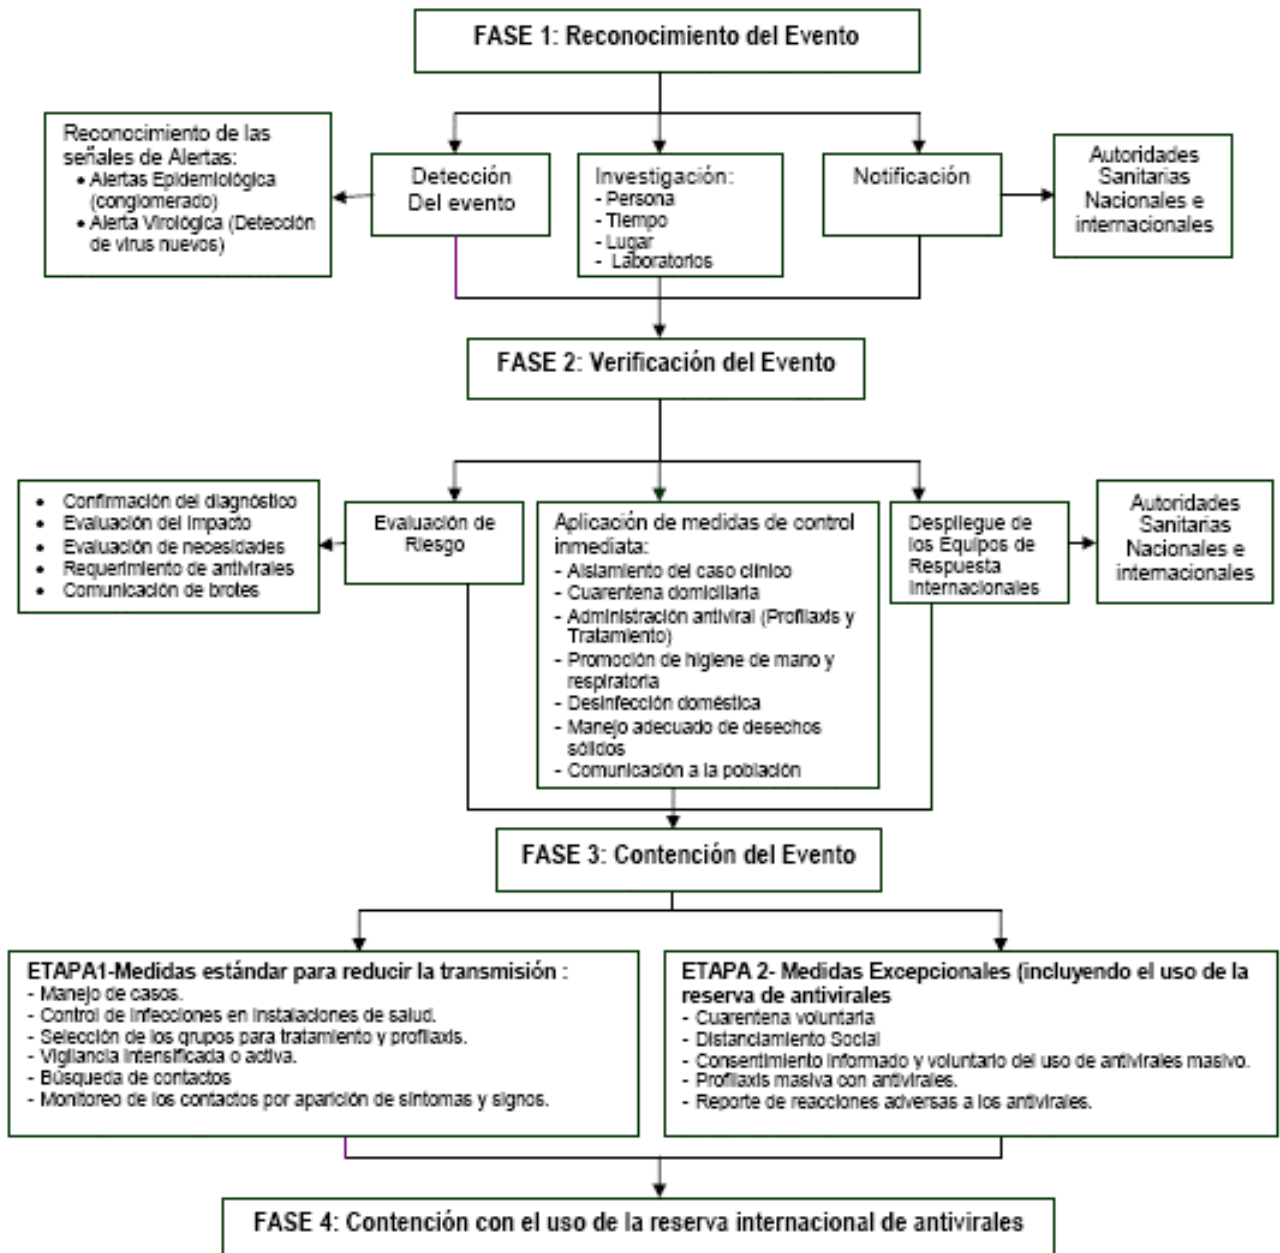 FASE 1: Reconocimiento del Evento
Reconocimiento de las
señales de Alertas:
• Alertas Epidemiológica
(conglomerado)
• Alerta Virológica (Detección
de virus nuevos)
Detección
Del evento
Investigación:
- Persona
- Tiempo
- Lugar
- Laboratorios
Notificación
Autoridades
Sanitarias
Nacionales e
internacionales
FASE 2: Verificación del Evento
• Confirmación del diagnóstico
• Evaluación del impacto
• Evaluación de necesidades
• Requerimiento de antivirales
• Comunicación de brotes
Evaluación de
Riesgo
Aplicación de medidas de control
inmediata:
- Aislamiento del caso clínico
- Cuarentena domiciliaria
- Administración antiviral (Profilaxis y
Tratamiento)
- Promoción de higiene de mano y
respiratoria
- Desinfección doméstica
- Manejo adecuado de desechos
sólidos
- Comunicación a la población
Despliegue de
los Equipos de
Respuesta
Internacionales
Autoridades
Sanitarias
Nacionales e
internacionales
FASE 3: Contención del Evento
ETAPA1-Medidas estándar para reducir la transmisión :
- Manejo de casos.
- Control de infecciones en instalaciones de salud.
- Selección de los grupos para tratamiento y profilaxis.
- Vigilancia intensificada o activa.
- Búsqueda de contactos
- Monitoreo de los contactos por aparición de síntomas y signos.
ETAPA 2- Medidas Excepcionales (incluyendo el uso de la
reserva de antivirales
- Cuarentena voluntaria
- Distanciamiento Social
- Consentimiento informado y voluntario del uso de antivirales masivo.
- Profilaxis masiva con antivirales.
- Reporte de reacciones adversas a los antivirales.
FASE 4: Contención con el uso de la reserva internacional de antivirales